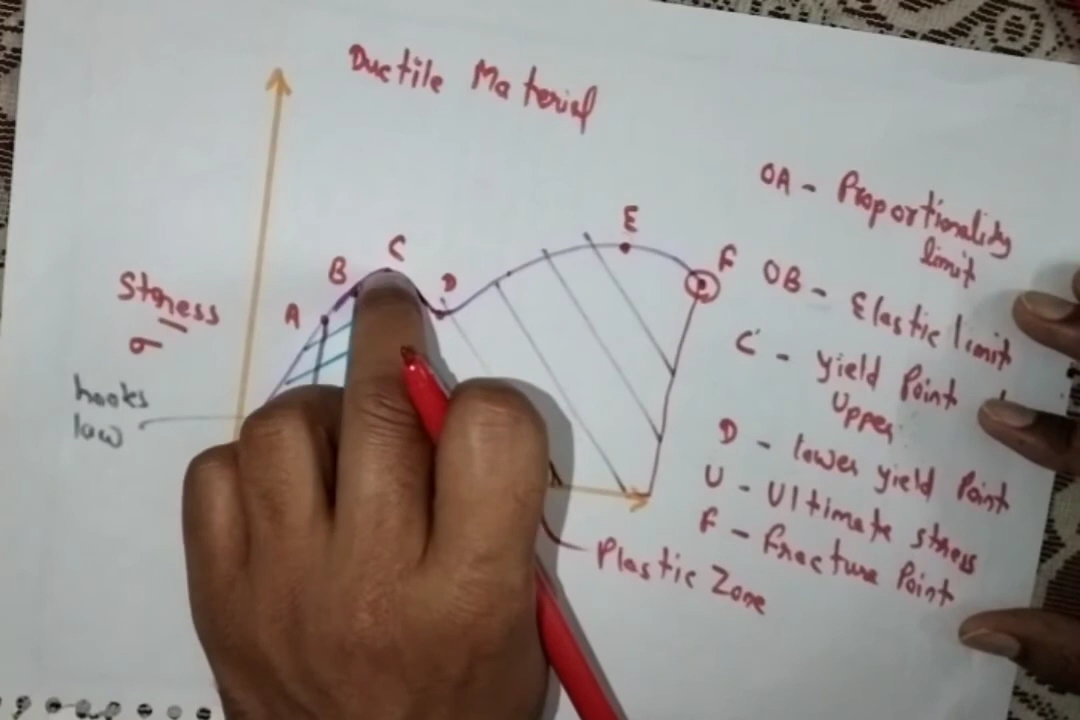 Ductile Material
E
C
B
D
F
A
Stress
σ
hooks
law
OA - Proportionality
limit
OB - Elastic limit
C - Yield Point
Upper
D - lower yield Point
U - Ultimate stress
F - fracture Point
Plastic Zone